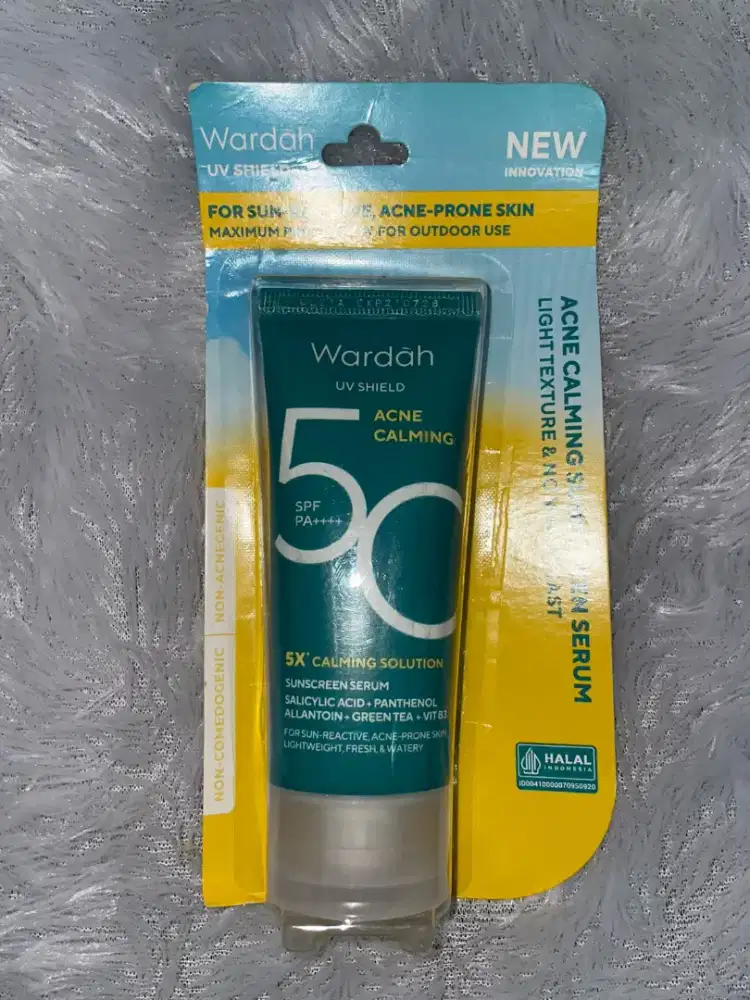 Wardah
UV SHIELD
NEW
INNOVATION
FOR SUN- ACNE-PRONE SKIN
MAXIMUM FOR OUTDOOR USE
Wardah
UV SHIELD
50
ACNE
CALMING
SPF
PA++++
5X* CALMING SOLUTION
SUNSCREEN SERUM
SALICYLIC ACID + PANTHENOL
ALLANTOIN + GREEN TEA + VIT B3
FOR SUN-REACTIVE, ACNE-PRONE SKIN
LIGHTWEIGHT, FRESH, & WATERY
NON-COMEDOGENIC
NON-ACNEGENIC
ACNE CALMING SERUM
LIGHT TEXTURE &
HALAL
INDONESIA